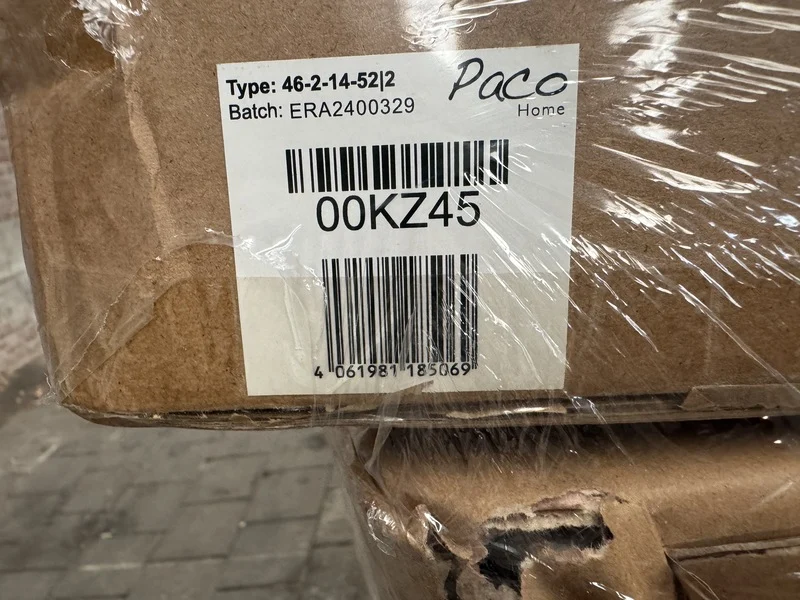 Type: 46-2-14-52|2
Batch: ERA2400329
Paco
Home
00KZ45
4 061981 185069